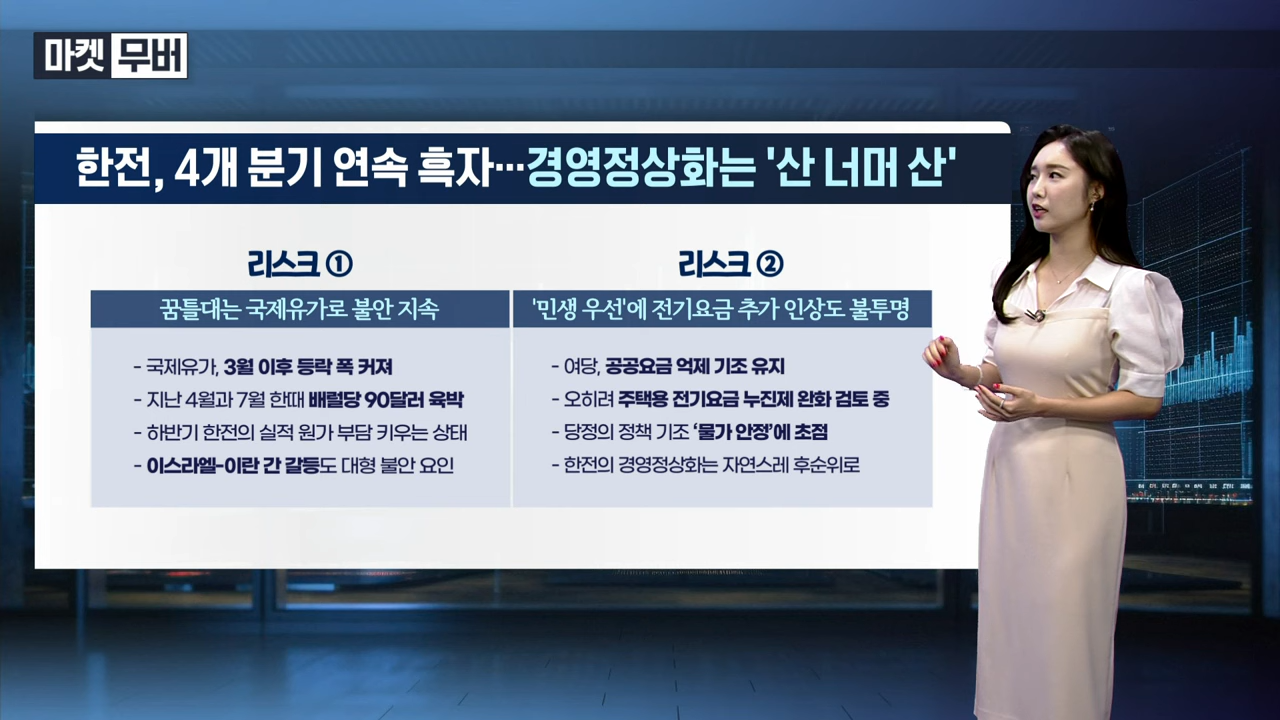 마켓 무버
한전, 4개 분기 연속 흑자…경영정상화는 '산 너머 산'
리스크 ①
꿈틀대는 국제유가로 불안 지속
- 국제유가, 3월 이후 등락 폭 커져
- 지난 4월과 7월 한때 배럴당 90달러 육박
- 하반기 한전의 실적 원가 부담 키우는 상태
- 이스라엘-이란 간 갈등도 대형 불안 요인
리스크 ②
'민생 우선'에 전기요금 추가 인상도 불투명
- 여당, 공공요금 억제 기조 유지
- 오히려 주택용 전기요금 누진제 완화 검토 중
- 당정의 정책 기조 ‘물가 안정’에 초점
- 한전의 경영정상화는 자연스레 후순위로